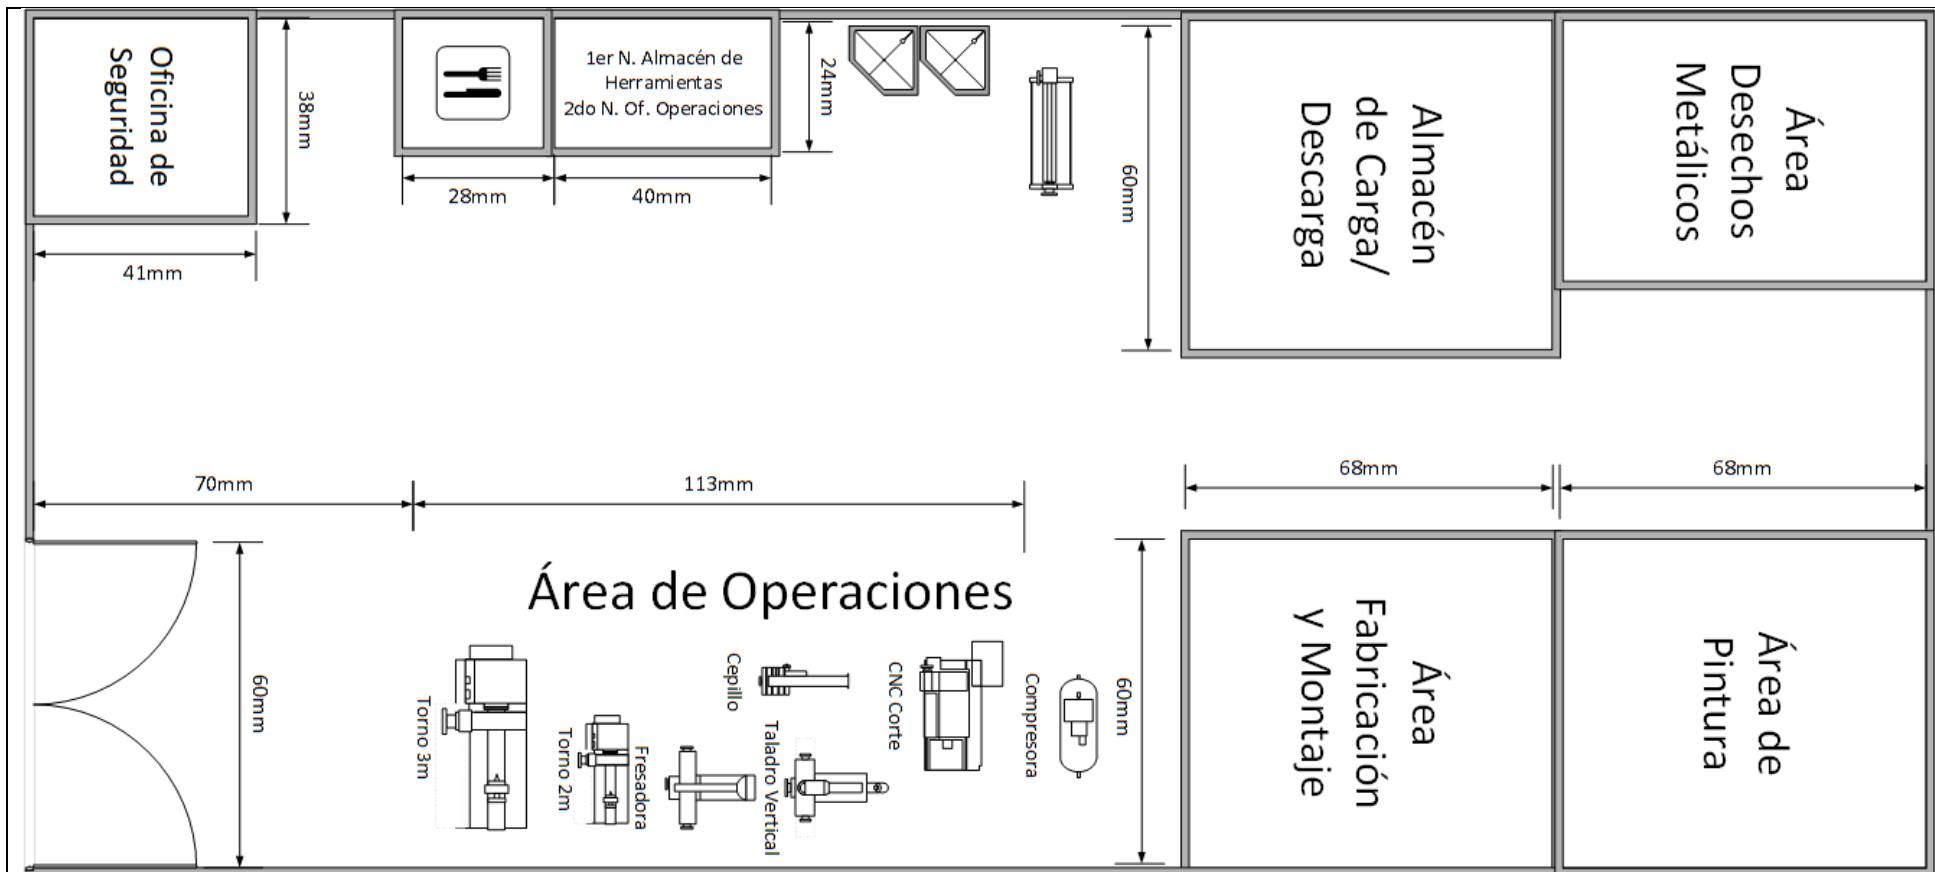 Oficina de
Seguridad
38mm
41mm
1er N. Almacén de
Herramientas
2do N. Of. Operaciones
24mm
28mm
40mm
60mm
Almacén
de Carga/
Descarga
Área
Desechos
Metálicos
70mm
113mm
68mm
68mm
60mm
Área de Operaciones
Torno 3m
Torno 2m
Fresadora
Cepillo
Taladro Vertical
CNC Corte
Compresora
60mm
Área
Fabricación
y Montaje
Área de
Pintura